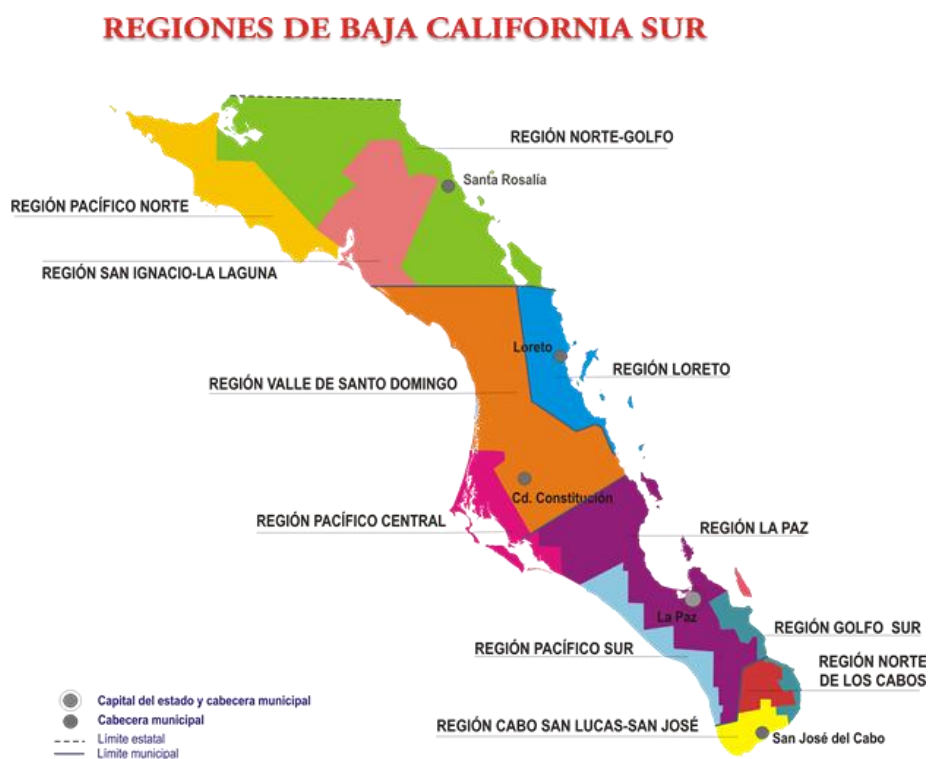 REGIONES DE BAJA CALIFORNIA SUR
REGIÓN NORTE-GOLFO
Santa Rosalía
REGIÓN PACÍFICO NORTE
REGIÓN SAN IGNACIO-LA LAGUNA
Loreto
REGIÓN LORETO
REGIÓN VALLE DE SANTO DOMINGO
Cd. Constitución
REGIÓN PACÍFICO CENTRAL
REGIÓN LA PAZ
La Paz
REGIÓN GOLFO SUR
REGIÓN PACÍFICO SUR
REGIÓN NORTE
DE LOS CABOS
REGIÓN CABO SAN LUCAS-SAN JOSÉ
San José del Cabo
Capital del estado y cabecera municipal
Cabecera municipal
Límite estatal
Límite municipal